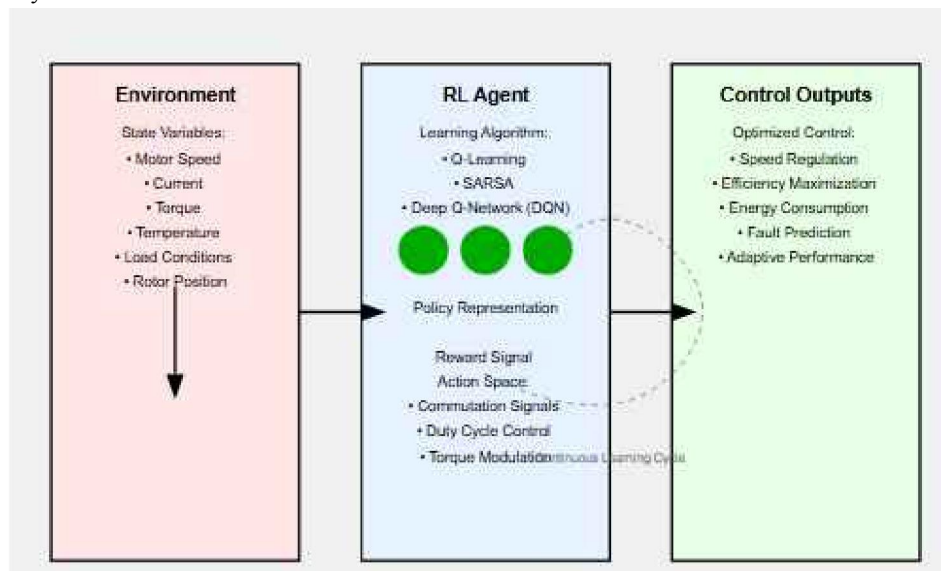 Environment
State Variables:
• Motor Speed
• Current
• Torque
• Temperature
• Load Conditions
• Rotor Position
RL Agent
Learning Algorithm:
• Q-Learning
• SARSA
• Deep Q-Network (DQN)
Policy Representation
Reward Signal
Action Space
• Commutation Signals
• Duty Cycle Control
• Torque Modulation
Learning Cycle
Control Outputs
Optimized Control:
• Speed Regulation
• Efficiency Maximization
• Energy Consumption
• Fault Prediction
• Adaptive Performance